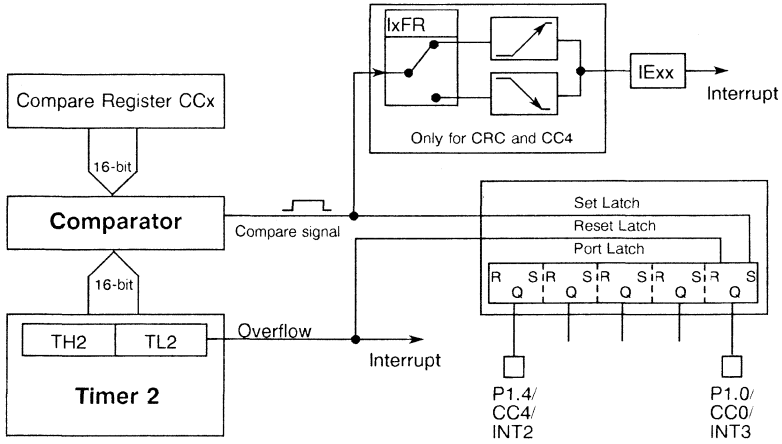 IxFR
Compare Register CCx
IExx
Interrupt
Only for CRC and CC4
16-bit
Comparator
Compare signal
Set Latch
Reset Latch
Port Latch
R S R S R S R S R S
Q Q Q Q Q
16-bit
TH2 TL2
Overflow
Interrupt
Timer 2
P1.4/
CC4/
INT2
P1.0/
CC0/
INT3